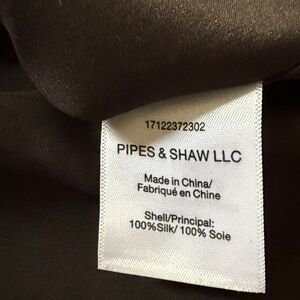 17122372302
PIPES & SHAW LLC
Made in China/
Fabriqué en Chine
Shell/Principal:
100%Silk/ 100% Soie